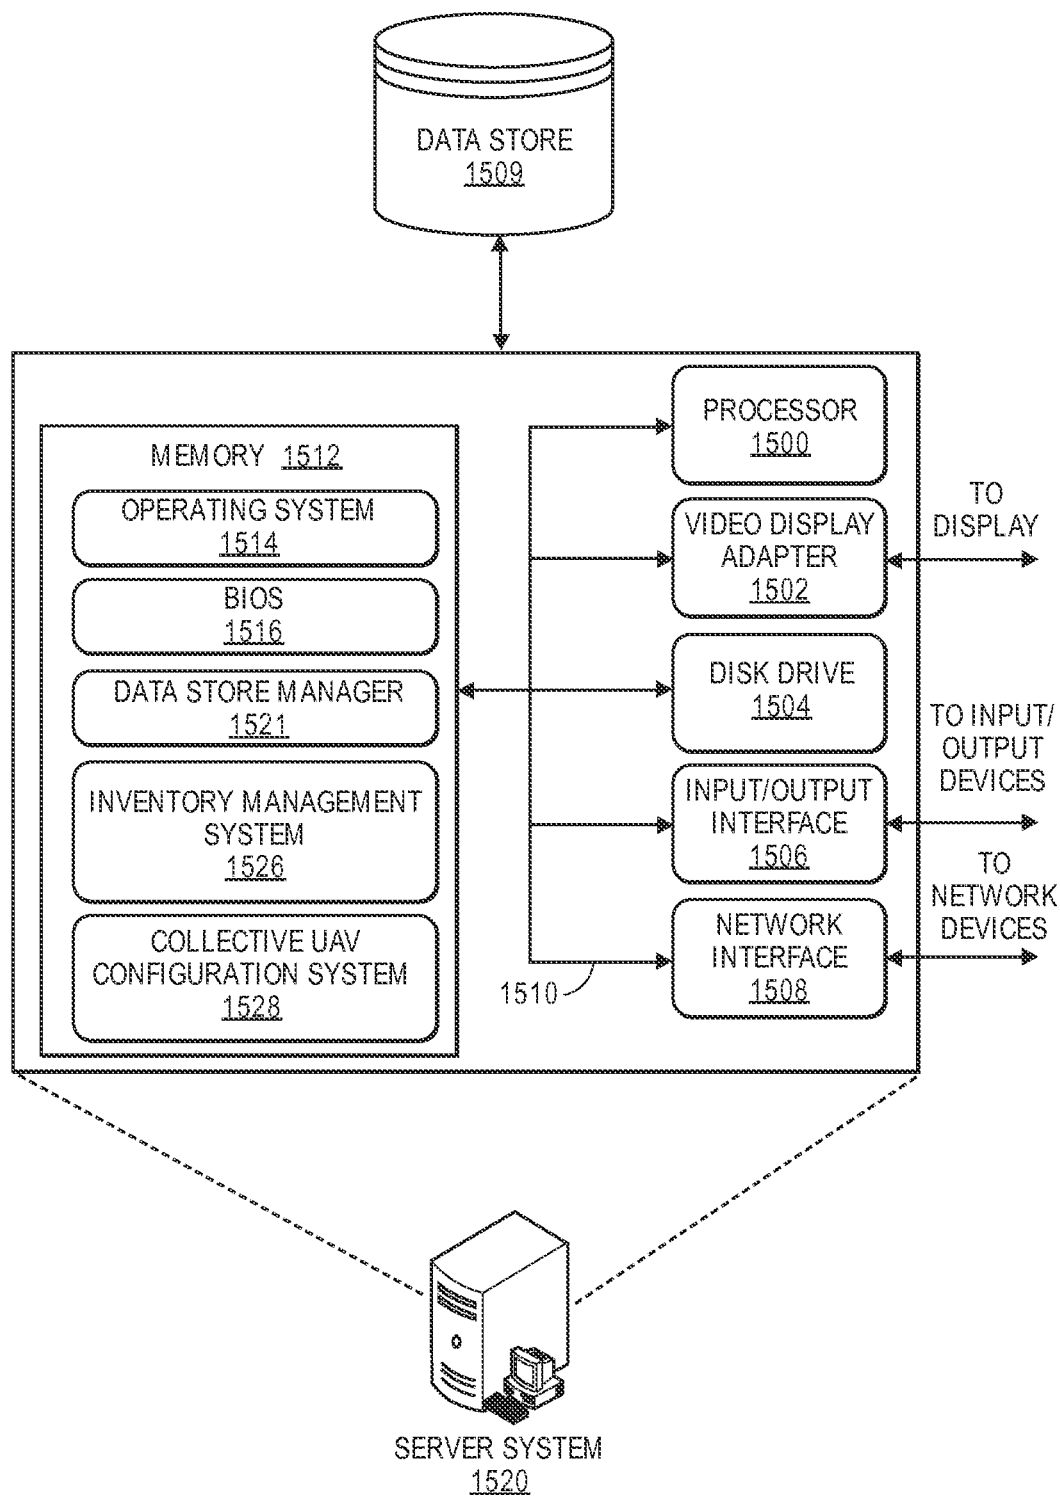 DATA STORE
1509
MEMORY 1512
OPERATING SYSTEM
1514
BIOS
1516
DATA STORE MANAGER
1521
INVENTORY MANAGEMENT
SYSTEM
1526
COLLECTIVE UAV
CONFIGURATION SYSTEM
1528
PROCESSOR
1500
VIDEO DISPLAY
ADAPTER
1502
DISK DRIVE
1504
INPUT/OUTPUT
INTERFACE
1506
NETWORK
INTERFACE
1508
1510
TO
DISPLAY
TO INPUT/
OUTPUT
DEVICES
TO
NETWORK
DEVICES
SERVER SYSTEM
1520